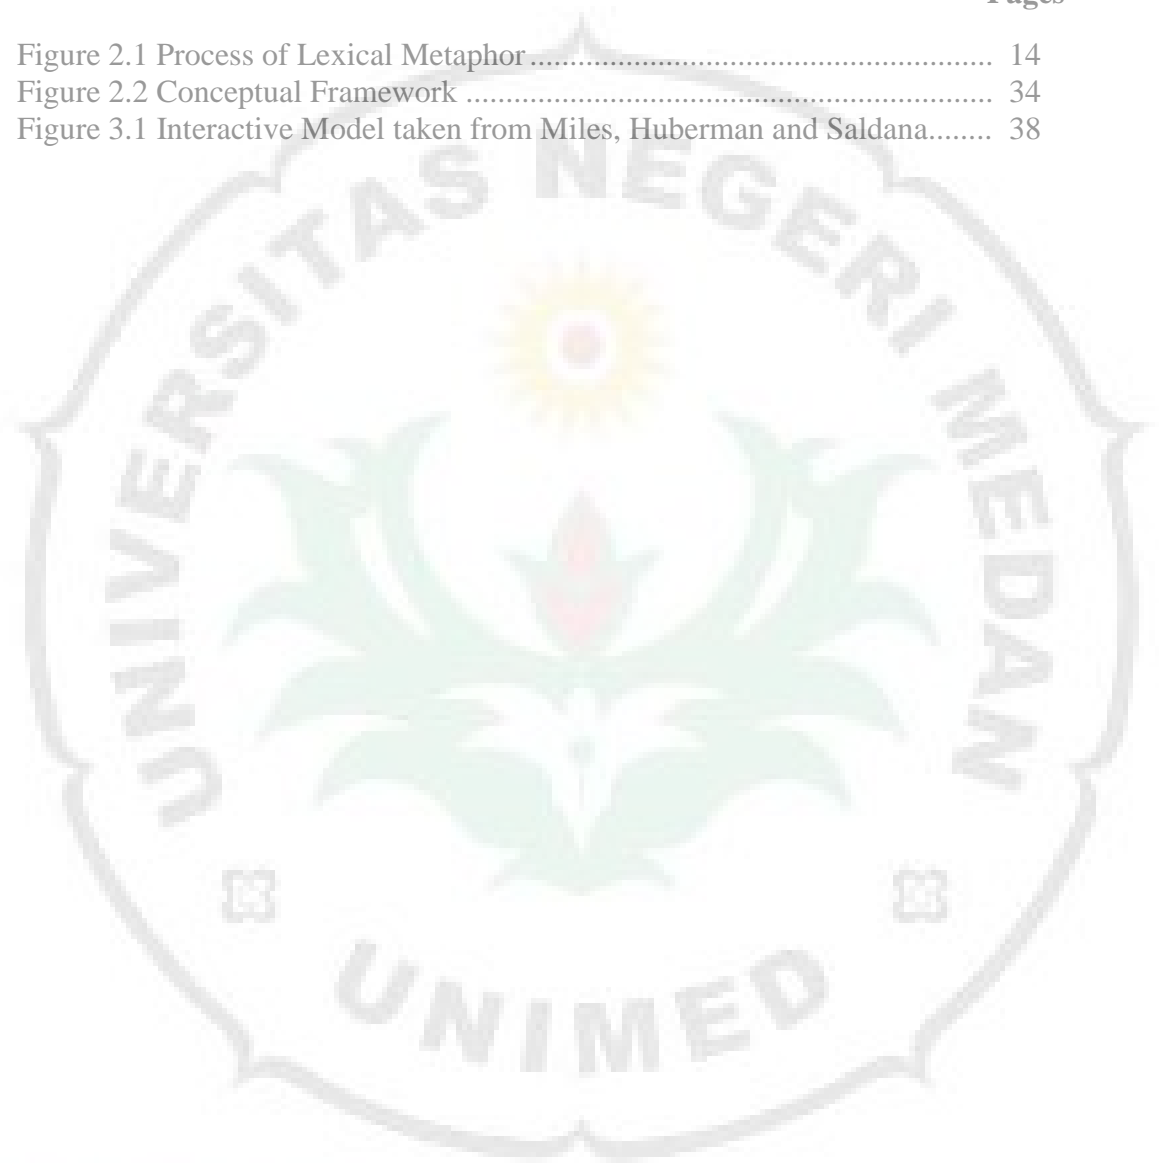 Pages
Figure 2.1 Process of Lexical Metaphor ........................................................... 14
Figure 2.2 Conceptual Framework ................................................................... 34
Figure 3.1 Interactive Model taken from Miles, Huberman and Saldana........ 38
UNIVERSITAS NEGERI MEDAN
UNIMED